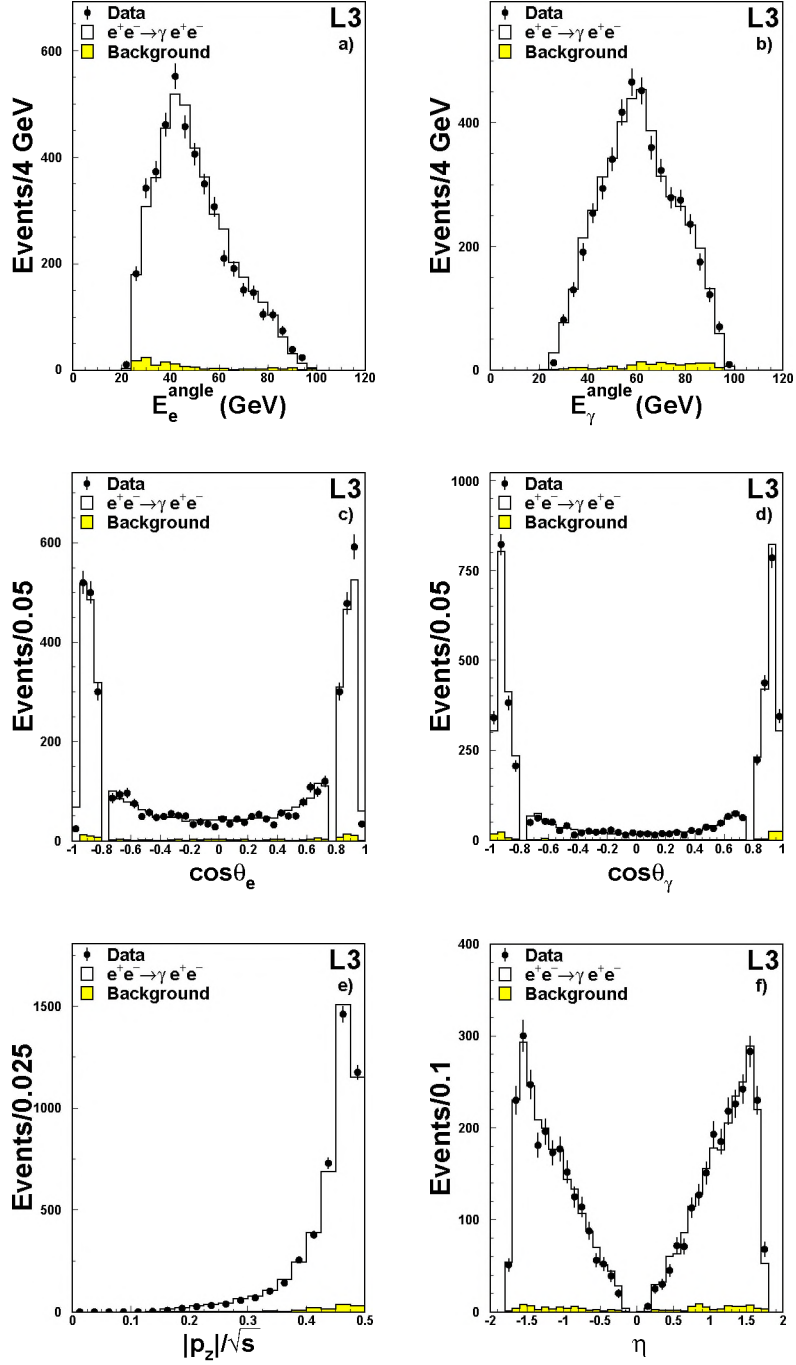 Data
e⁺e⁻→γ e⁺e⁻
Background
L3
a)
Events/4 GeV
600
400
200
0
0 20 40 60 80 100 120
E_e^angle (GeV)
Data
e⁺e⁻→γ e⁺e⁻
Background
L3
b)
Events/4 GeV
400
200
0
0 20 40 60 80 100 120
E_γ^angle (GeV)
Data
e⁺e⁻→γ e⁺e⁻
Background
L3
c)
Events/0.05
600
400
200
0
-1 -0.8 -0.6 -0.4 -0.2 0 0.2 0.4 0.6 0.8 1
cosθ_e
Data
e⁺e⁻→γ e⁺e⁻
Background
L3
d)
Events/0.05
1000
750
500
250
0
-1 -0.8 -0.6 -0.4 -0.2 0 0.2 0.4 0.6 0.8 1
cosθ_γ
Data
e⁺e⁻→γ e⁺e⁻
Background
L3
e)
Events/0.025
1500
1000
500
0
0 0.1 0.2 0.3 0.4 0.5
|p_z|/√s
Data
e⁺e⁻→γ e⁺e⁻
Background
L3
f)
Events/0.1
400
300
200
100
0
-2 -1.5 -1 -0.5 0 0.5 1 1.5 2
η